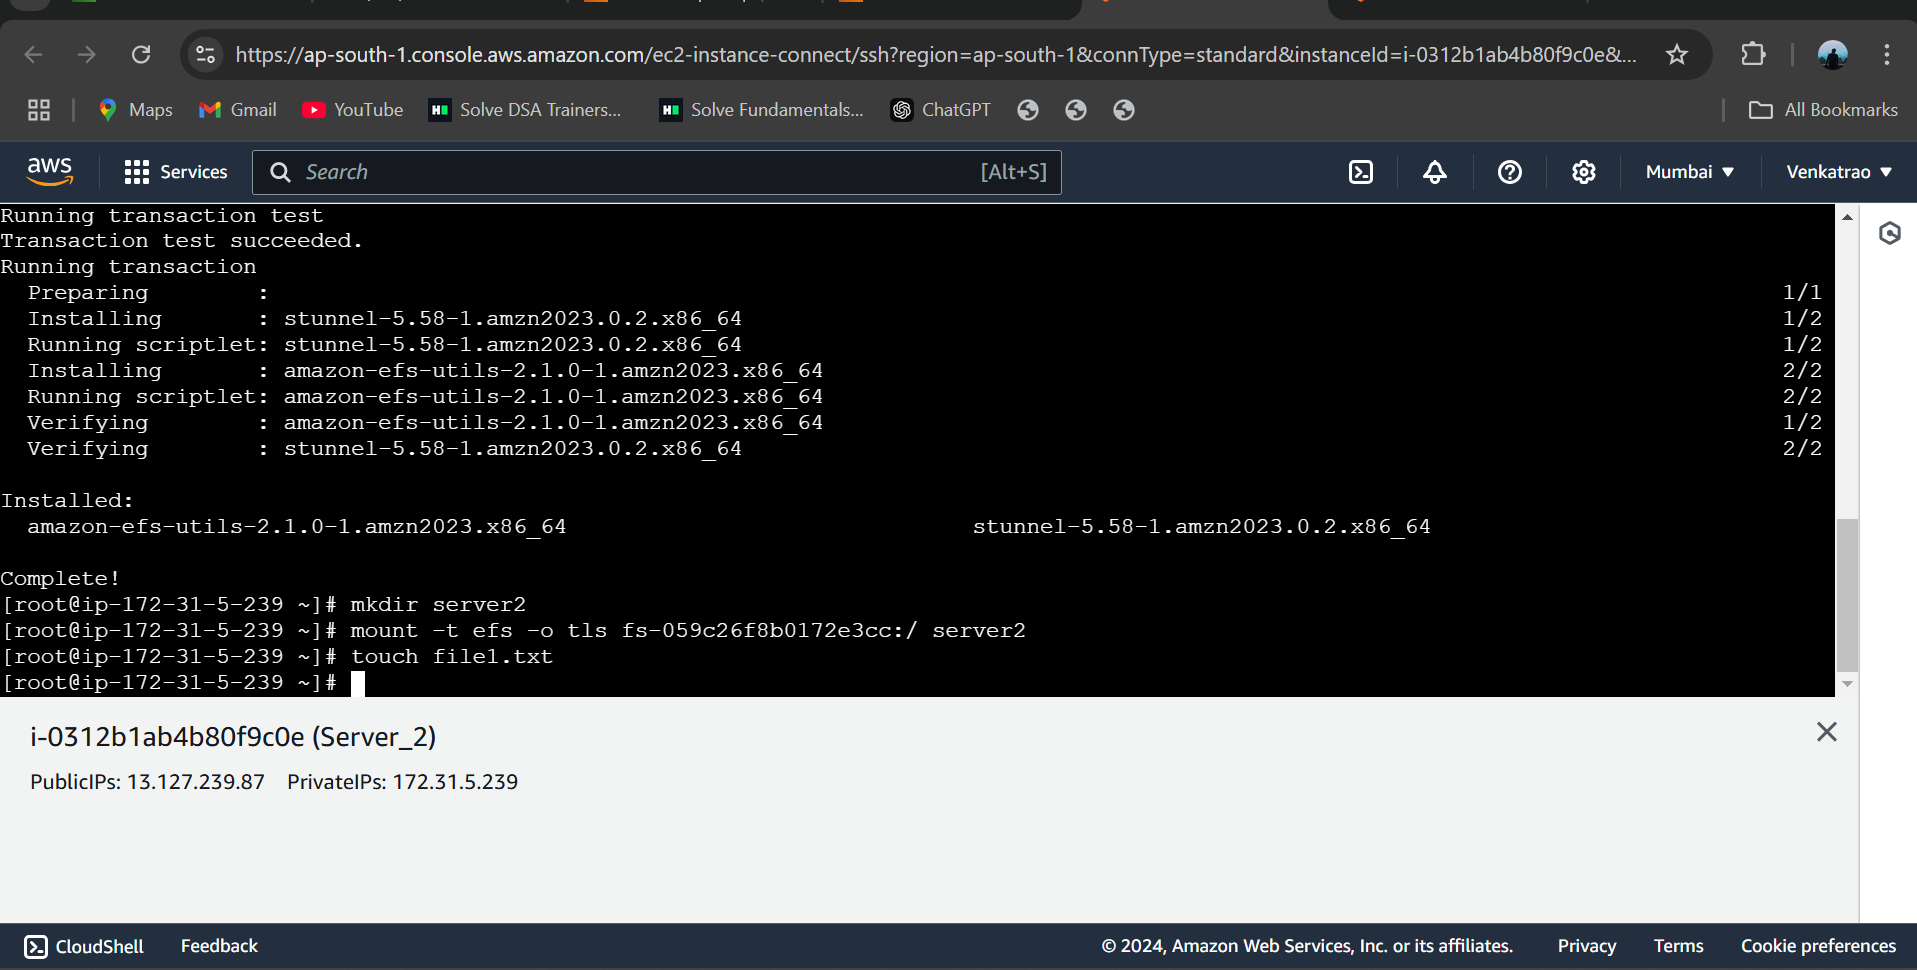 https://ap-south-1.console.aws.amazon.com/ec2-instance-connect/ssh?region=ap-south-1&connType=standard&instanceId=i-0312b1ab4b80f9c0e&...
Maps Gmail YouTube Solve DSA Trainers... Solve Fundamentals... ChatGPT All Bookmarks
aws Services Search [Alt+S] Mumbai Venkatrao
Running transaction test
Transaction test succeeded.
Running transaction
Preparing : 1/1
Installing : stunnel-5.58-1.amzn2023.0.2.x86_64 1/2
Running scriptlet: stunnel-5.58-1.amzn2023.0.2.x86_64 1/2
Installing : amazon-efs-utils-2.1.0-1.amzn2023.x86_64 2/2
Running scriptlet: amazon-efs-utils-2.1.0-1.amzn2023.x86_64 2/2
Verifying : amazon-efs-utils-2.1.0-1.amzn2023.x86_64 1/2
Verifying : stunnel-5.58-1.amzn2023.0.2.x86_64 2/2
Installed:
amazon-efs-utils-2.1.0-1.amzn2023.x86_64 stunnel-5.58-1.amzn2023.0.2.x86_64
Complete!
[root@ip-172-31-5-239 ~]# mkdir server2
[root@ip-172-31-5-239 ~]# mount -t efs -o tls fs-059c26f8b0172e3cc:/ server2
[root@ip-172-31-5-239 ~]# touch file1.txt
[root@ip-172-31-5-239 ~]#
i-0312b1ab4b80f9c0e (Server_2)
PublicIPs: 13.127.239.87 PrivateIPs: 172.31.5.239
CloudShell Feedback © 2024, Amazon Web Services, Inc. or its affiliates. Privacy Terms Cookie preferences